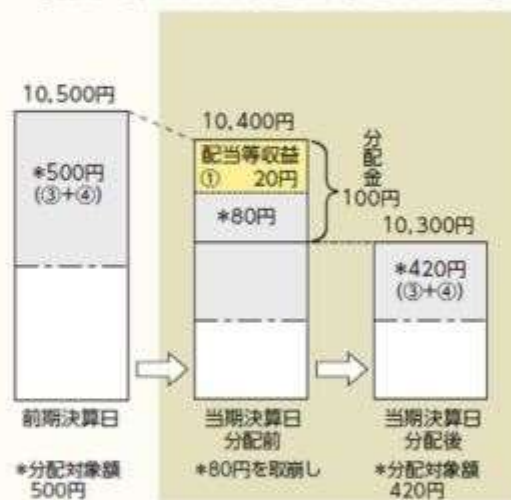 10,500円
*500円
(③+④)
前期決算日
*分配対象額
500円
10,400円
配当等収益
① 20円
*80円
分配金
100円
当期決算日
分配前
*80円を取崩し
10,300円
*420円
(③+④)
当期決算日
分配後
*分配対象額
420円